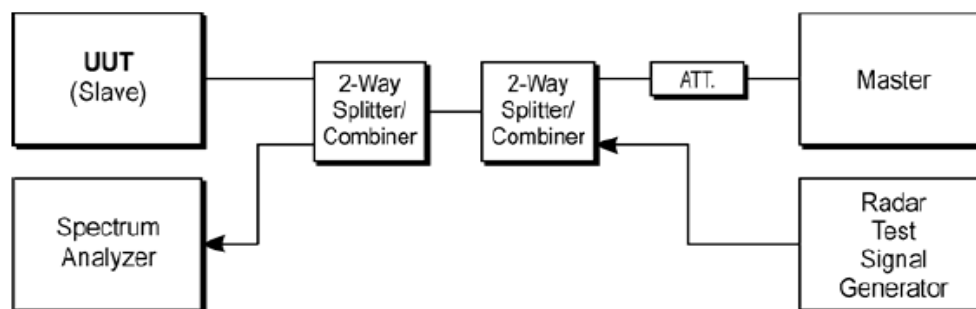 UUT
(Slave)
2-Way
Splitter/
Combiner
2-Way
Splitter/
Combiner
ATT.
Master
Spectrum
Analyzer
Radar
Test
Signal
Generator